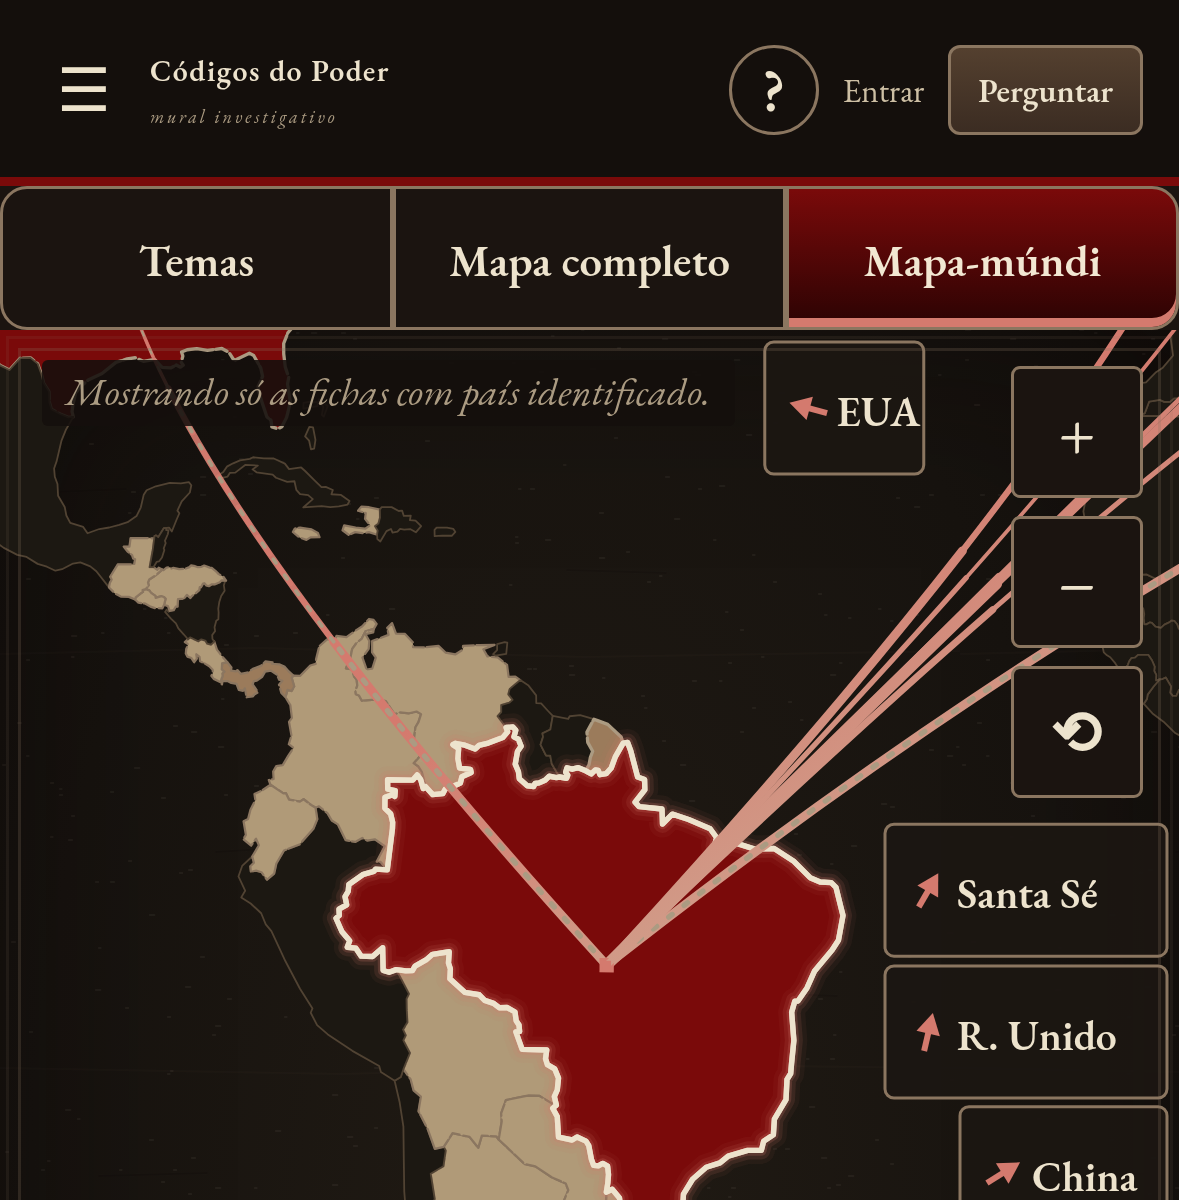 Códigos do Poder
mural investigativo
?
Entrar
Perguntar
Temas
Mapa completo
Mapa-múndi
Mostrando só as fichas com país identificado.
EUA
+
−
Santa Sé
R. Unido
China